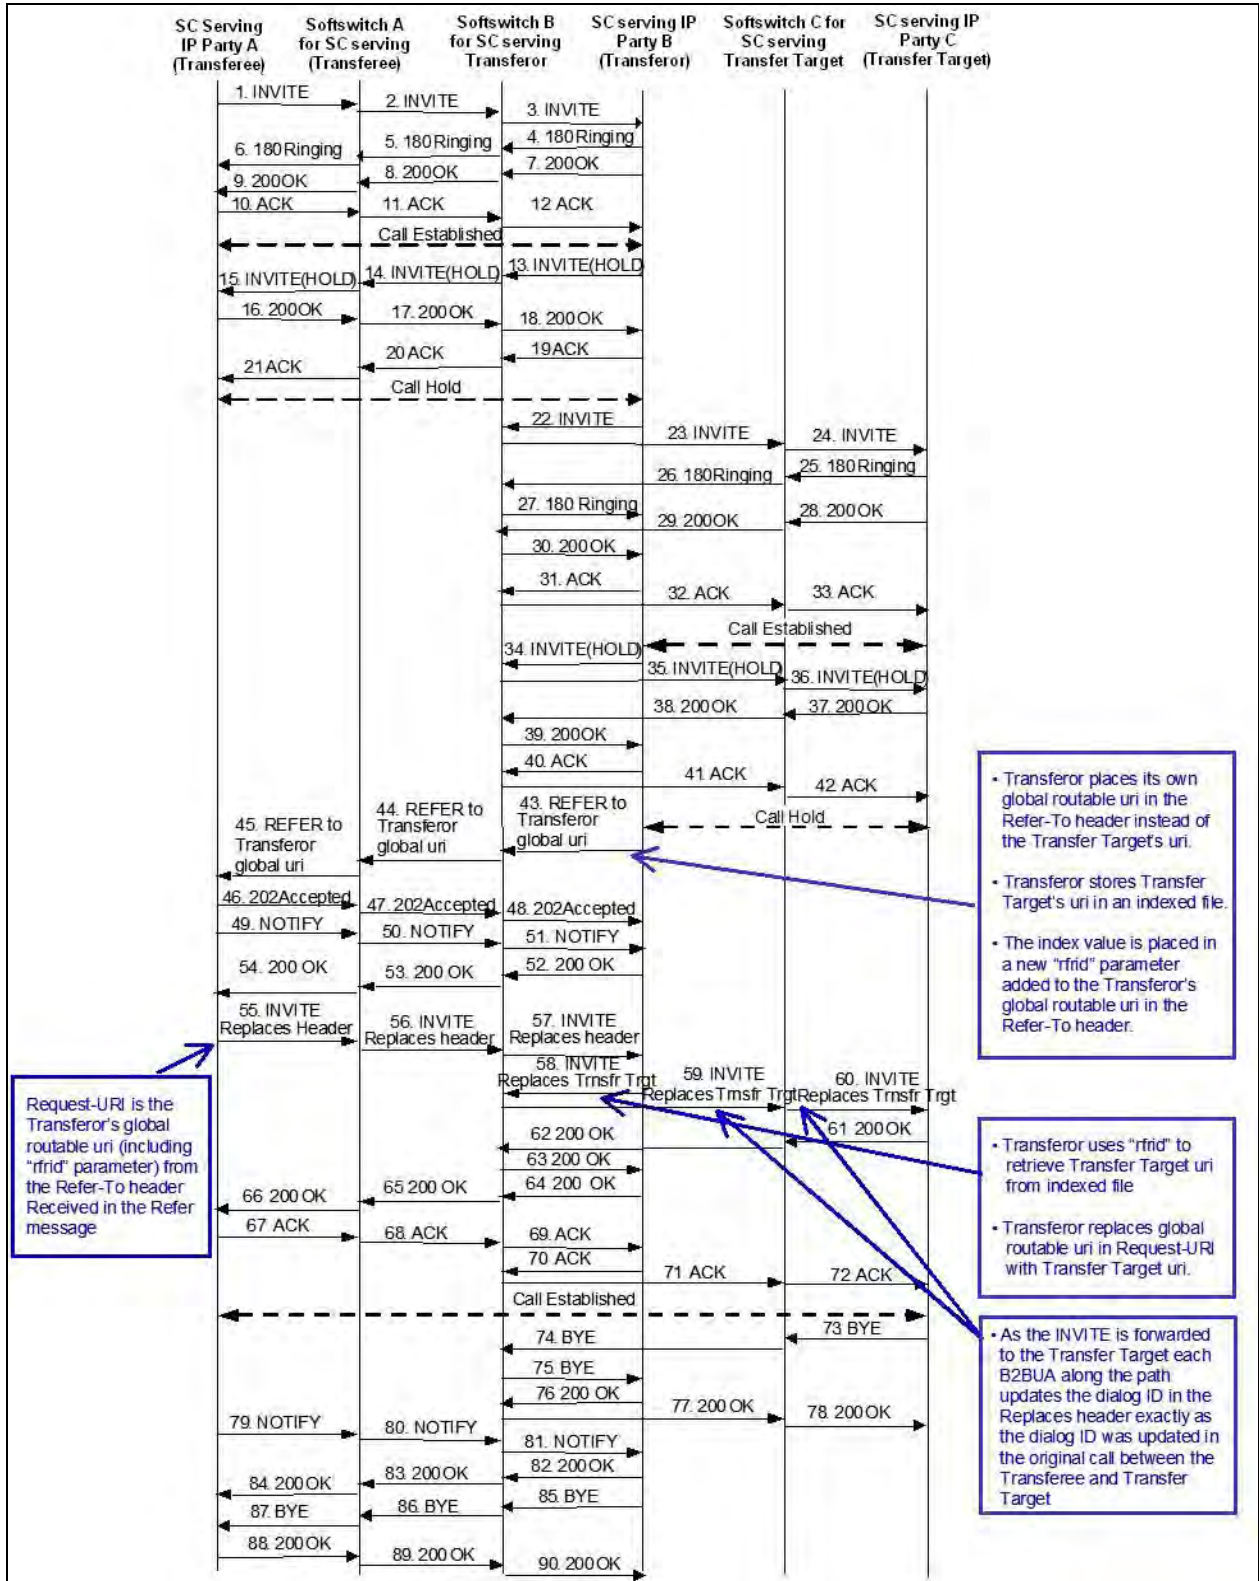 SC Serving
IP Party A
(Transferee)
Softswitch A
for SC serving
(Transferee)
Softswitch B
for SC serving
Transferor
SC serving IP
Party B
(Transferor)
Softswitch C for
SC serving
Transfer Target
SC serving IP
Party C
(Transfer Target)
1. INVITE
2. INVITE
3. INVITE
4. 180Ringing
5. 180Ringing
6. 180Ringing
7. 200OK
8. 200OK
9. 200OK
10. ACK
11. ACK
12 ACK
Call Established
13. INVITE(HOLD)
14. INVITE(HOLD)
15. INVITE(HOLD)
16. 200OK
17. 200OK
18. 200OK
19 ACK
20 ACK
21 ACK
Call Hold
22. INVITE
23. INVITE
24. INVITE
25. 180Ringing
26. 180Ringing
27. 180 Ringing
28. 200OK
29. 200OK
30. 200OK
31. ACK
32. ACK
33. ACK
Call Established
34. INVITE(HOLD)
35. INVITE(HOLD)
36. INVITE(HOLD)
37. 200OK
38. 200OK
39. 200OK
40. ACK
41 ACK
42. ACK
Call Hold
43. REFER to
Transferor
global uri
44. REFER to
Transferor
global uri
45. REFER to
Transferor
global uri
46. 202Accepted
47. 202Accepted
48. 202Accepted
49. NOTIFY
50. NOTIFY
51. NOTIFY
52. 200 OK
53. 200 OK
54. 200 OK
55. INVITE
Replaces Header
56. INVITE
Replaces header
57. INVITE
Replaces header
58. INVITE
Replaces Trnsfr Trgt
59. INVITE
Replaces Trnsfr Trgt
60. INVITE
Replaces Trnsfr Trgt
61 200OK
62 200 OK
63 200 OK
64 200 OK
65 200 OK
66 200 OK
67 ACK
68. ACK
69. ACK
70 ACK
71 ACK
72 ACK
Call Established
73 BYE
74. BYE
75. BYE
76 200 OK
77. 200 OK
78. 200OK
79. NOTIFY
80. NOTIFY
81. NOTIFY
82. 200OK
83. 200OK
84. 200OK
85. BYE
86. BYE
87. BYE
88. 200OK
89. 200 OK
90. 200OK
• Transferor places its own
global routable uri in the
Refer-To header instead of
the Transfer Target's uri.
• Transferor stores Transfer
Target's uri in an indexed file.
• The index value is placed in
a new "rfrid" parameter
added to the Transferor's
global routable uri in the
Refer-To header.
Request-URI is the
Transferor's global
routable uri (including
"rfrid" parameter) from
the Refer-To header
Received in the Refer
message
• Transferor uses "rfrid" to
retrieve Transfer Target uri
from indexed file
• Transferor replaces global
routable uri in Request-URI
with Transfer Target uri.
• As the INVITE is forwarded
to the Transfer Target each
B2BUA along the path
updates the dialog ID in the
Replaces header exactly as
the dialog ID was updated in
the original call between the
Transferee and Transfer
Target